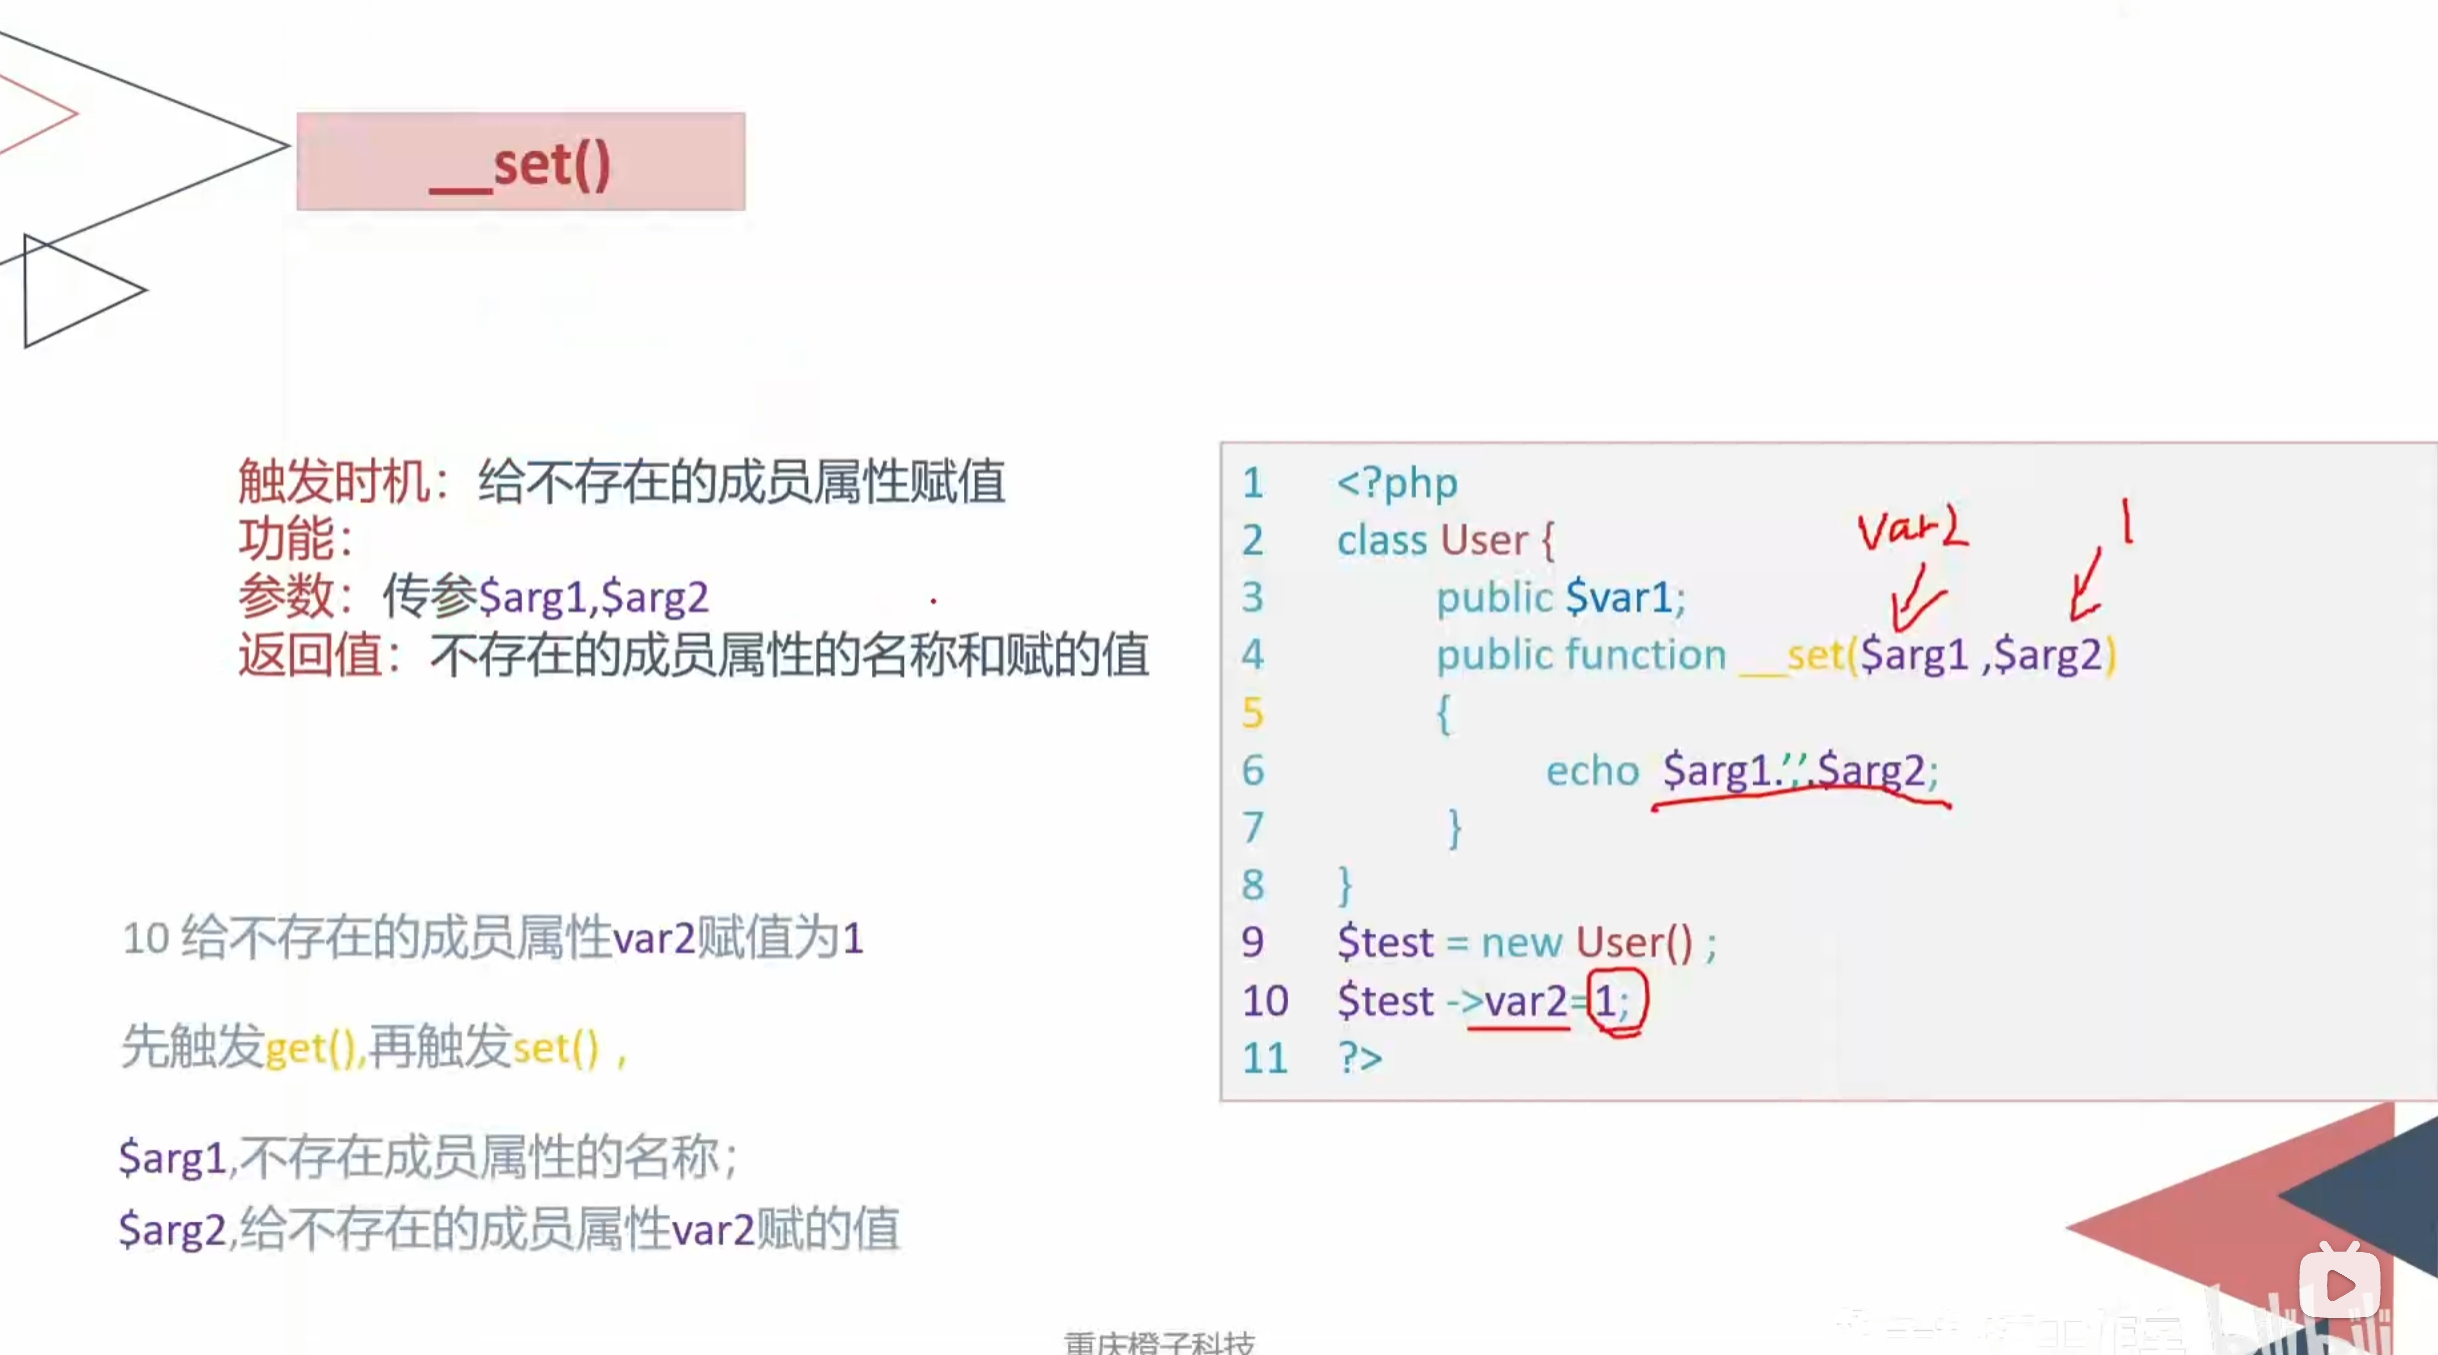 __set()
触发时机：给不存在的成员属性赋值
功能：
参数：传参$arg1,$arg2
返回值：不存在的成员属性的名称和赋的值
10 给不存在的成员属性var2赋值为1
先触发get(),再触发set() ,
$arg1,不存在成员属性的名称；
$arg2,给不存在的成员属性var2赋的值
1 <?php
2 class User {
var2 1
3 public $var1;
4 public function __set($arg1 ,$arg2)
5 {
6 echo $arg1.’,’.$arg2;
7 }
8 }
9 $test = new User() ;
10 $test ->var2=1;
11 ?>
重庆橙子科技
bilibili